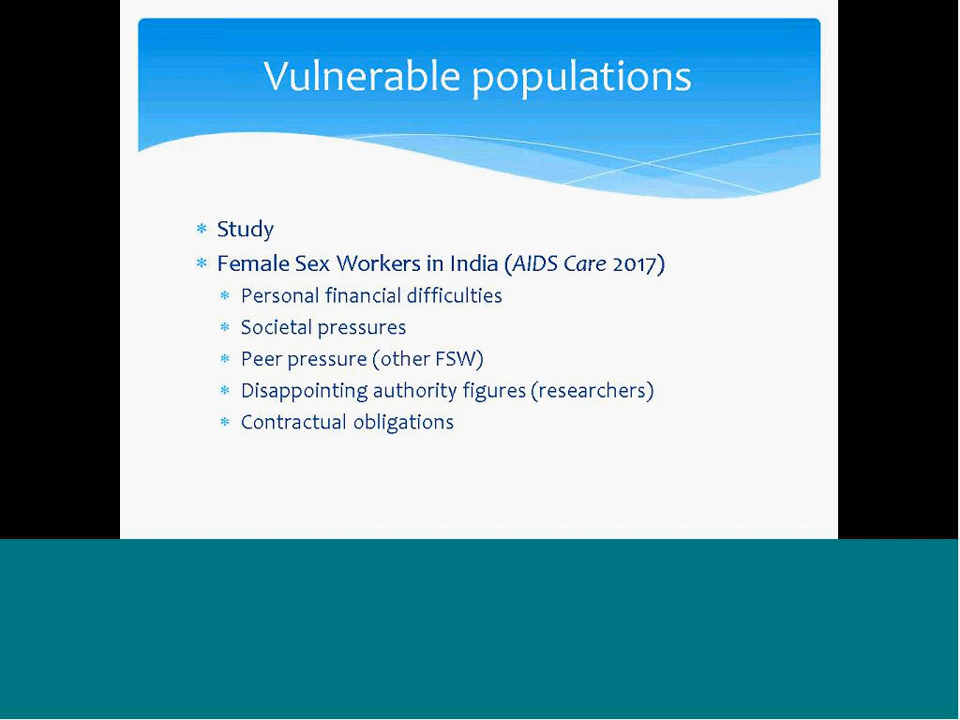 Vulnerable populations
* Study
* Female Sex Workers in India (AIDS Care 2017)
* Personal financial difficulties
* Societal pressures
* Peer pressure (other FSW)
* Disappointing authority figures (researchers)
* Contractual obligations